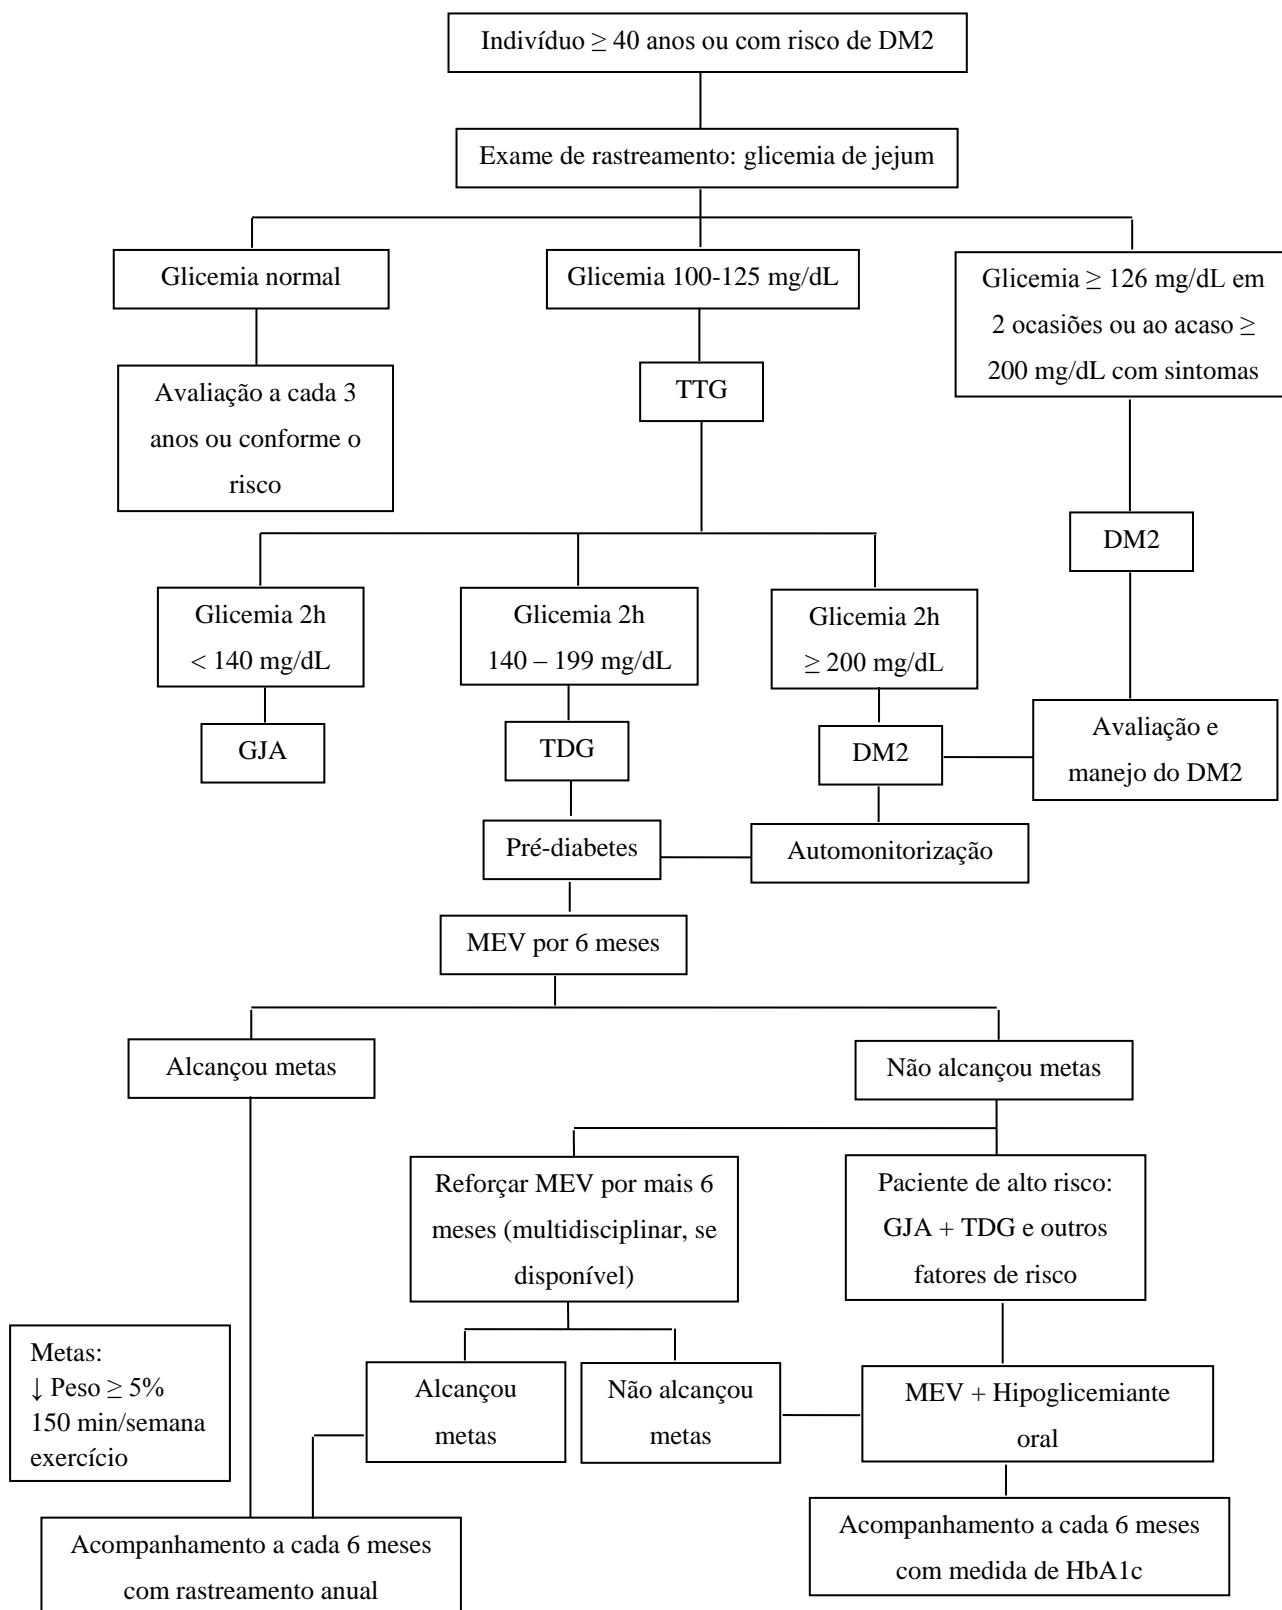 Indivíduo ≥ 40 anos ou com risco de DM2
Exame de rastreamento: glicemia de jejum
Glicemia normal
Glicemia 100-125 mg/dL
Glicemia ≥ 126 mg/dL em
2 ocasiões ou ao acaso ≥
200 mg/dL com sintomas
Avaliação a cada 3
anos ou conforme o
risco
TTG
DM2
Glicemia 2h
< 140 mg/dL
Glicemia 2h
140 – 199 mg/dL
Glicemia 2h
≥ 200 mg/dL
GJA
TDG
DM2
Avaliação e
manejo do DM2
Pré-diabetes
Automonitorização
MEV por 6 meses
Alcançou metas
Não alcançou metas
Reforçar MEV por mais 6
meses (multidisciplinar, se
disponível)
Paciente de alto risco:
GJA + TDG e outros
fatores de risco
Metas:
↓ Peso ≥ 5%
150 min/semana
exercício
Alcançou
metas
Não alcançou
metas
MEV + Hipoglicemiante
oral
Acompanhamento a cada 6 meses
com rastreamento anual
Acompanhamento a cada 6 meses
com medida de HbA1c